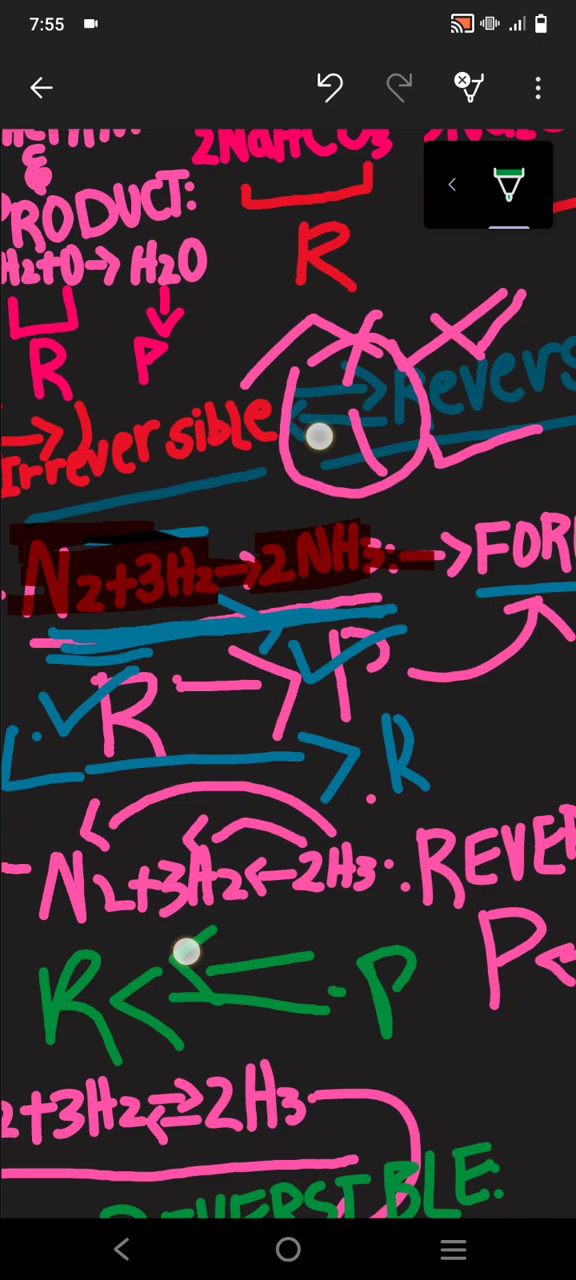 7:55
2NaHCO3
PRODUCT:
H2+O→H2O
R
R P
→) Irreversible ⇄ Revers
N2+3H2→2NH3:—→FOR
R→P
R
N2+3H2←2H3:.REVE
R P
P
2+3H2⇄2H3
REVERSIBLE: